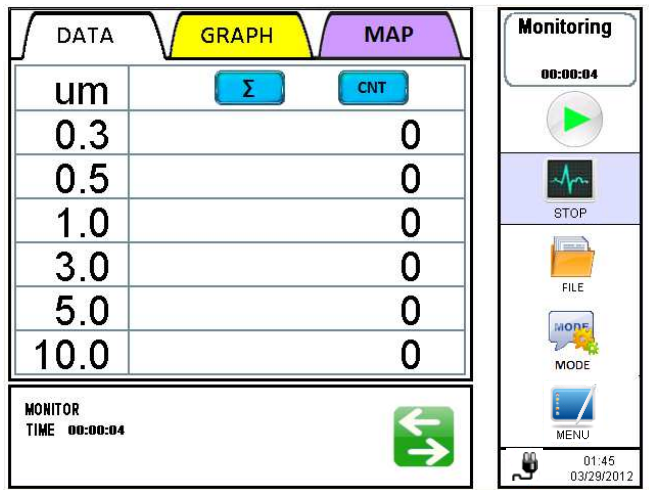 DATA GRAPH MAP
um Σ CNT
0.3 0
0.5 0
1.0 0
3.0 0
5.0 0
10.0 0
MONITOR
TIME 00:00:04
Monitoring
00:00:04
STOP
FILE
MODE
MODE
MENU
01:45
03/29/2012